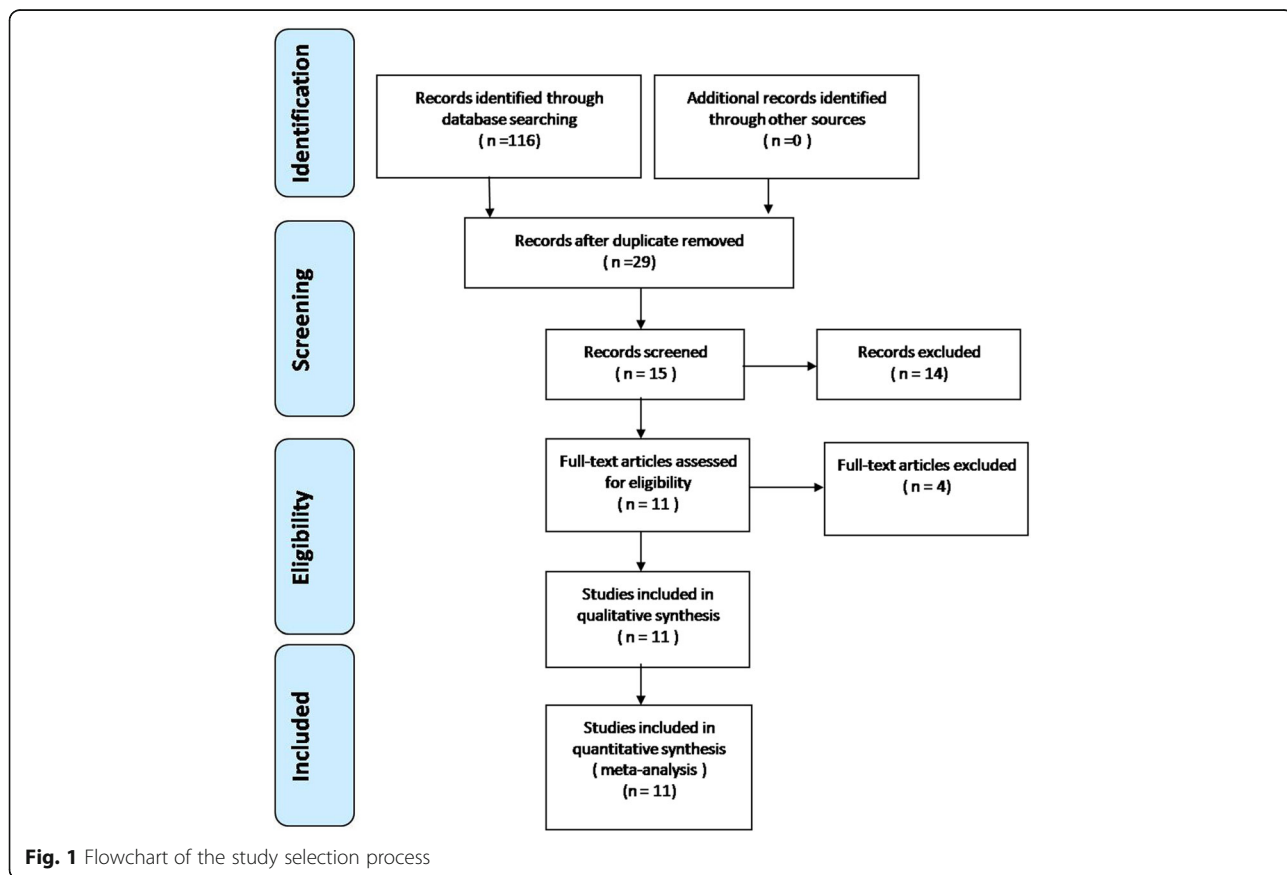 Identification
Records identified through
database searching
( n =116)
Additional records identified
through other sources
( n =0 )
Screening
Records after duplicate removed
( n =29)
Records screened
( n = 15 )
Records excluded
( n = 14)
Eligibility
Full-text articles assessed
for eligibility
( n = 11 )
Full-text articles excluded
( n = 4)
Studies included in
qualitative synthesis
( n = 11 )
Included
Studies included in
quantitative synthesis
( meta-analysis )
(n = 11)
Fig. 1 Flowchart of the study selection process